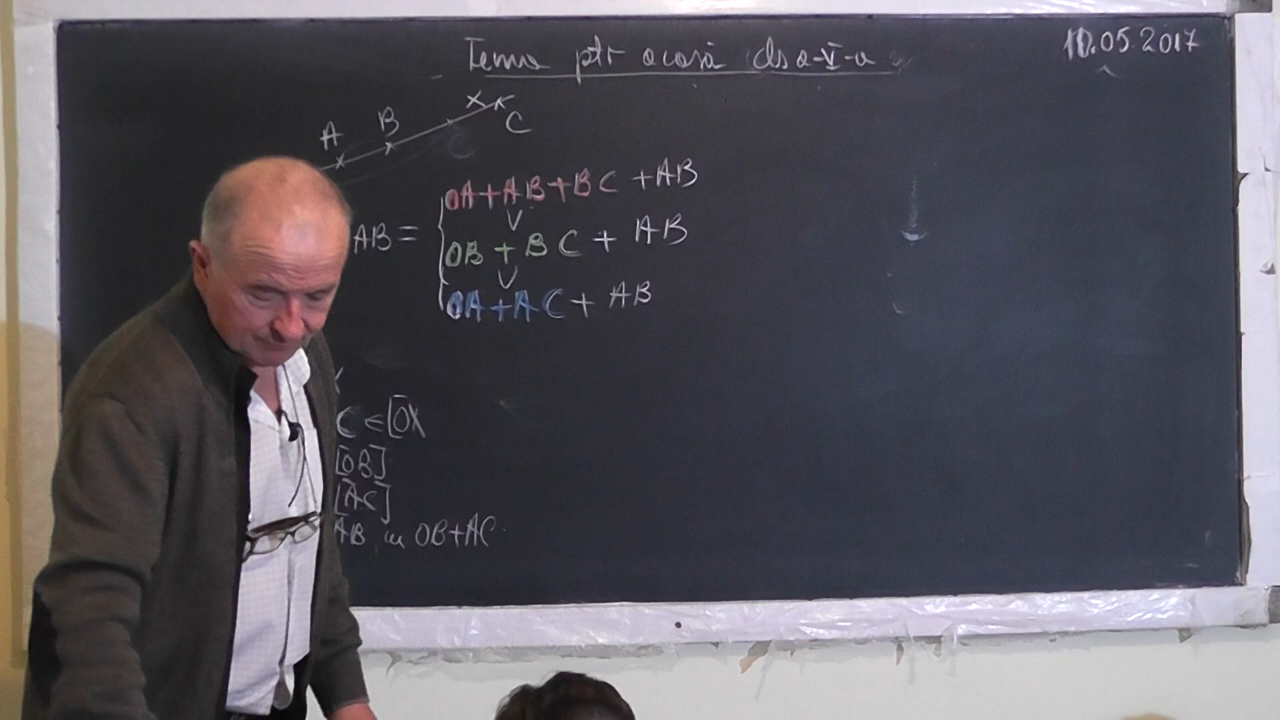 Tema ptr acasă cls a-VI-a
10.05.2017
A B X C
OA+AB+BC+AB
V
AB= OB+BC+AB
V
OA+AC+AB
C∈[OX
[OB]
[AC]
AB cu OB+AC